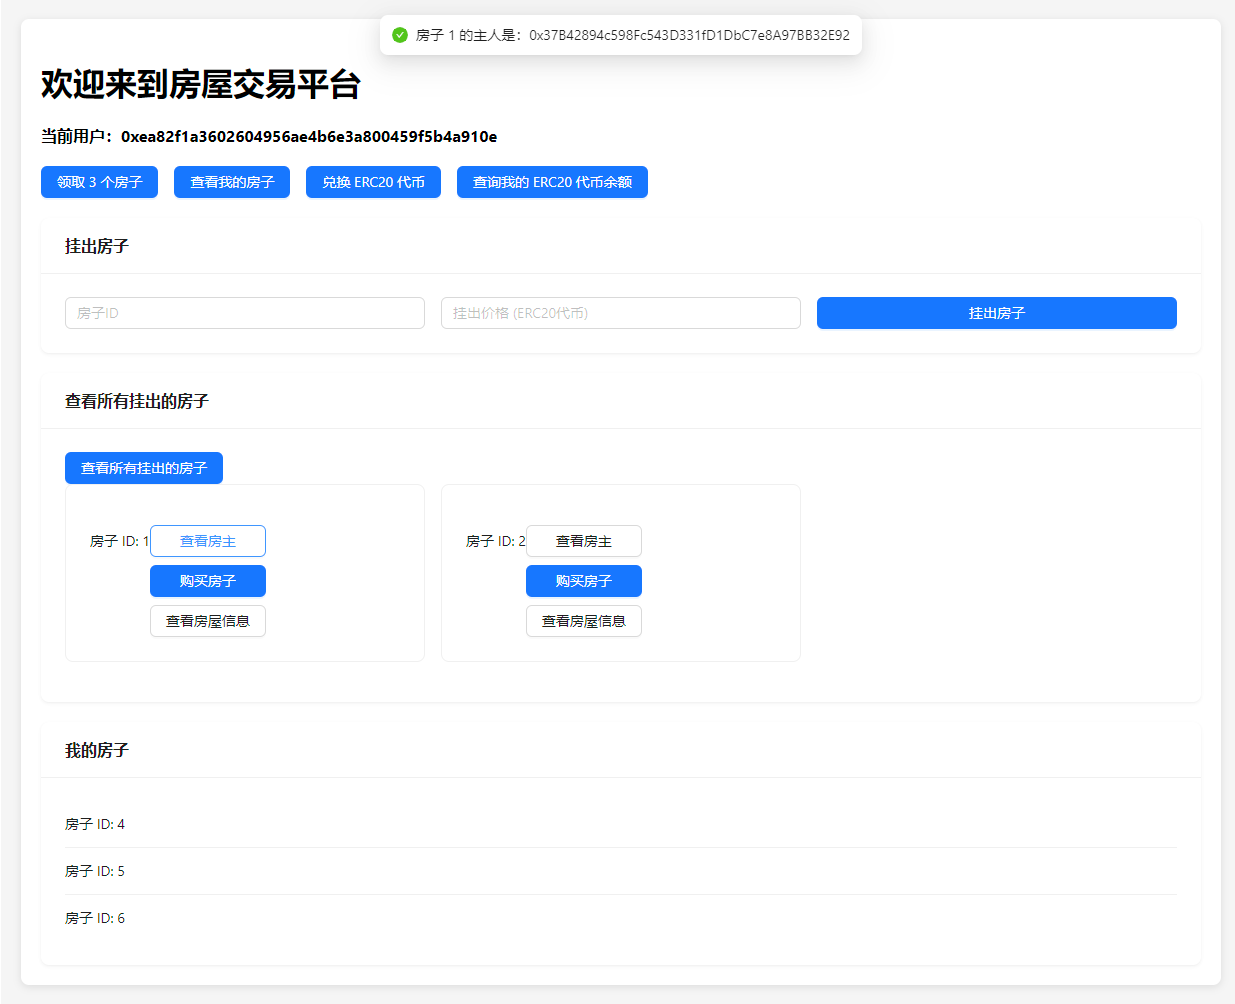 房子 1 的主人是：0x37B42894c598Fc543D331fD1DbC7e8A97BB32E92
欢迎来到房屋交易平台
当前用户：0xea82f1a3602604956ae4b6e3a800459f5b4a910e
领取 3 个房子 查看我的房子 兑换 ERC20 代币 查询我的 ERC20 代币余额
挂出房子
房子ID 挂出价格 (ERC20代币) 挂出房子
查看所有挂出的房子
查看所有挂出的房子
房子 ID: 1 查看房主
购买房子
查看房屋信息
房子 ID: 2 查看房主
购买房子
查看房屋信息
我的房子
房子 ID: 4
房子 ID: 5
房子 ID: 6